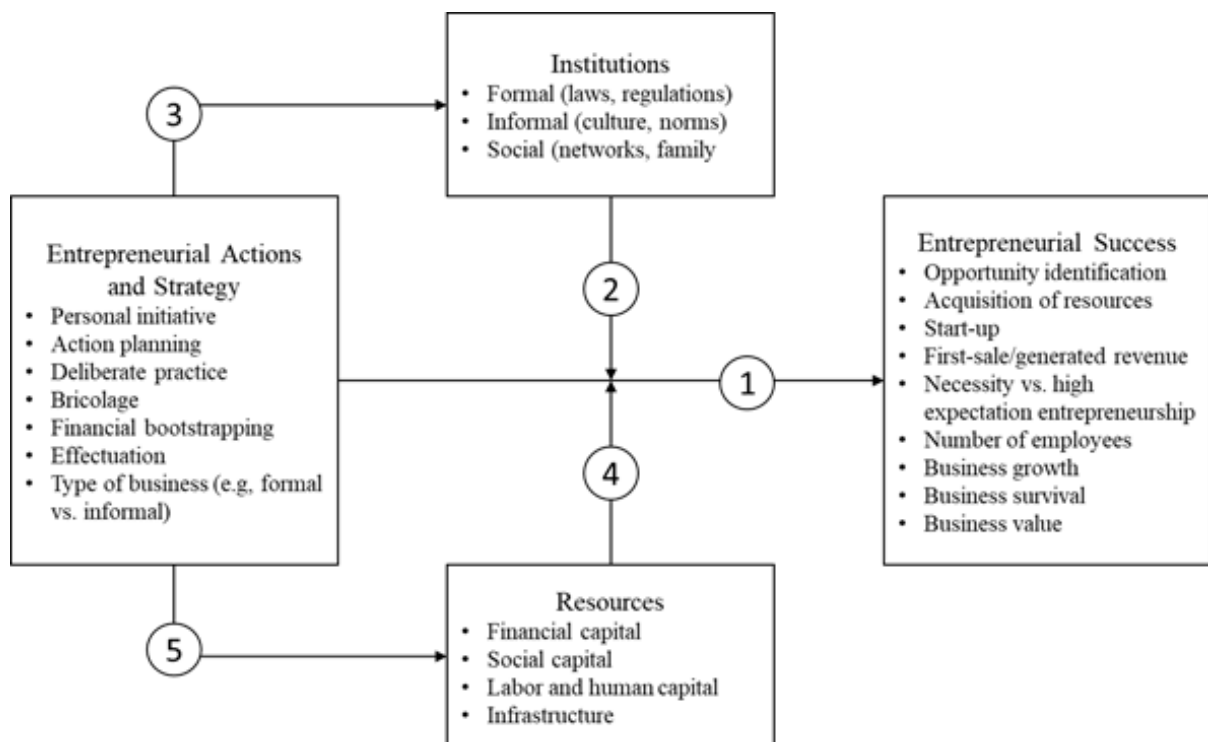 Institutions
• Formal (laws, regulations)
• Informal (culture, norms)
• Social (networks, family
3
Entrepreneurial Actions
and Strategy
• Personal initiative
• Action planning
• Deliberate practice
• Bricolage
• Financial bootstrapping
• Effectuation
• Type of business (e.g, formal
vs. informal)
2
1
4
Entrepreneurial Success
• Opportunity identification
• Acquisition of resources
• Start-up
• First-sale/generated revenue
• Necessity vs. high
expectation entrepreneurship
• Number of employees
• Business growth
• Business survival
• Business value
5
Resources
• Financial capital
• Social capital
• Labor and human capital
• Infrastructure